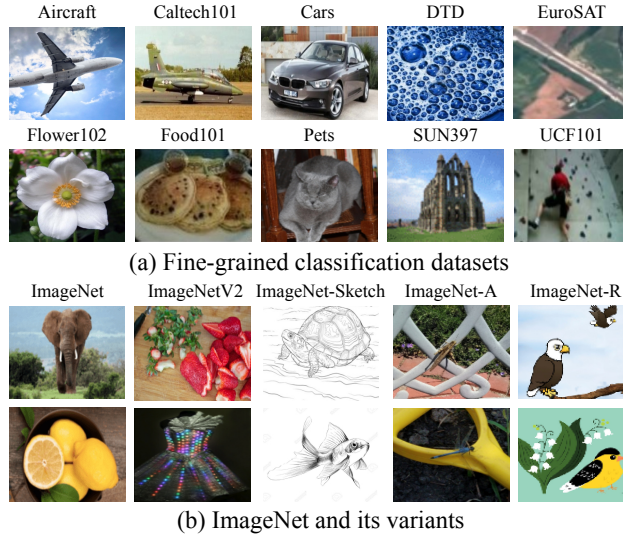 Aircraft Caltech101 Cars DTD EuroSAT
Flower102 Food101 Pets SUN397 UCF101
(a) Fine-grained classification datasets
ImageNet ImageNetV2 ImageNet-Sketch ImageNet-A ImageNet-R
(b) ImageNet and its variants